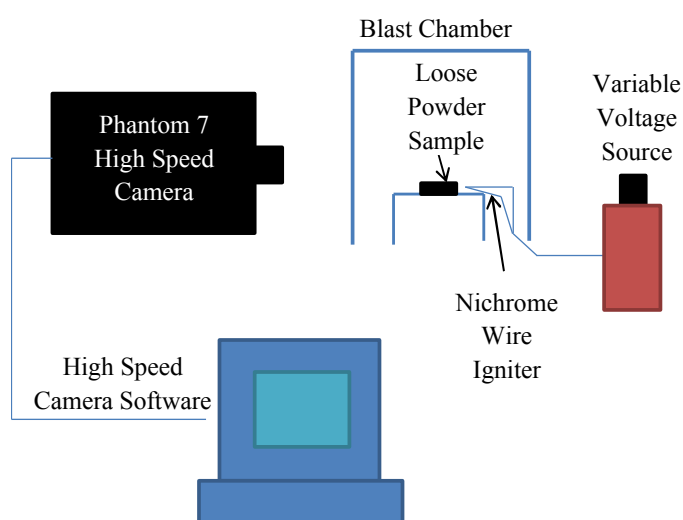 Blast Chamber
Loose
Powder
Sample
Variable
Voltage
Source
Phantom 7
High Speed
Camera
Nichrome
Wire
Igniter
High Speed
Camera Software